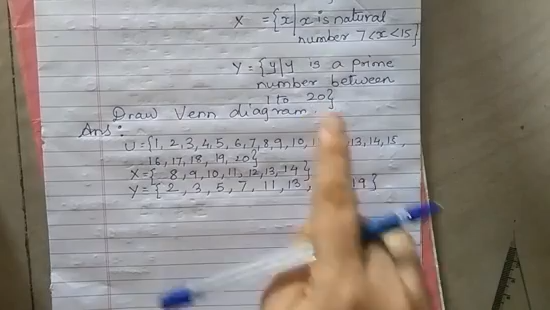 X = {x|x is natural
number 7<x<15}
Y = {y|y is a prime
number between
1 to 20}
Draw Venn diagram.
Ans:
U = {1, 2, 3, 4, 5, 6, 7, 8, 9, 10, 13, 14, 15,
16, 17, 18, 19, 20}
X = { 8, 9, 10, 11, 12, 13, 14 }
Y = { 2, 3, 5, 7, 11, 13, 19 }